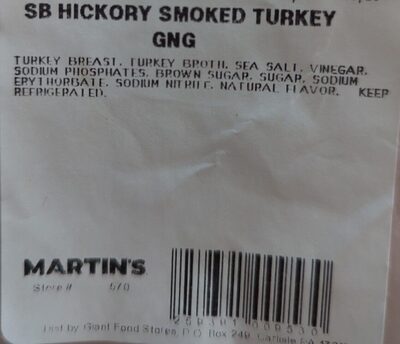 SB HICKORY SMOKED TURKEY
GNG
TURKEY BREAST, TURKEY BROTH, SEA SALT, VINEGAR,
SODIUM PHOSPHATES, BROWN SUGAR, SUGAR, SODIUM
ERYTHORBATE, SODIUM NITRITE, NATURAL FLAVOR. KEEP
REFRIGERATED.
MARTIN'S
Store # 570
Dist by Giant Food Stores, P.O. Box 249, Carlisle PA